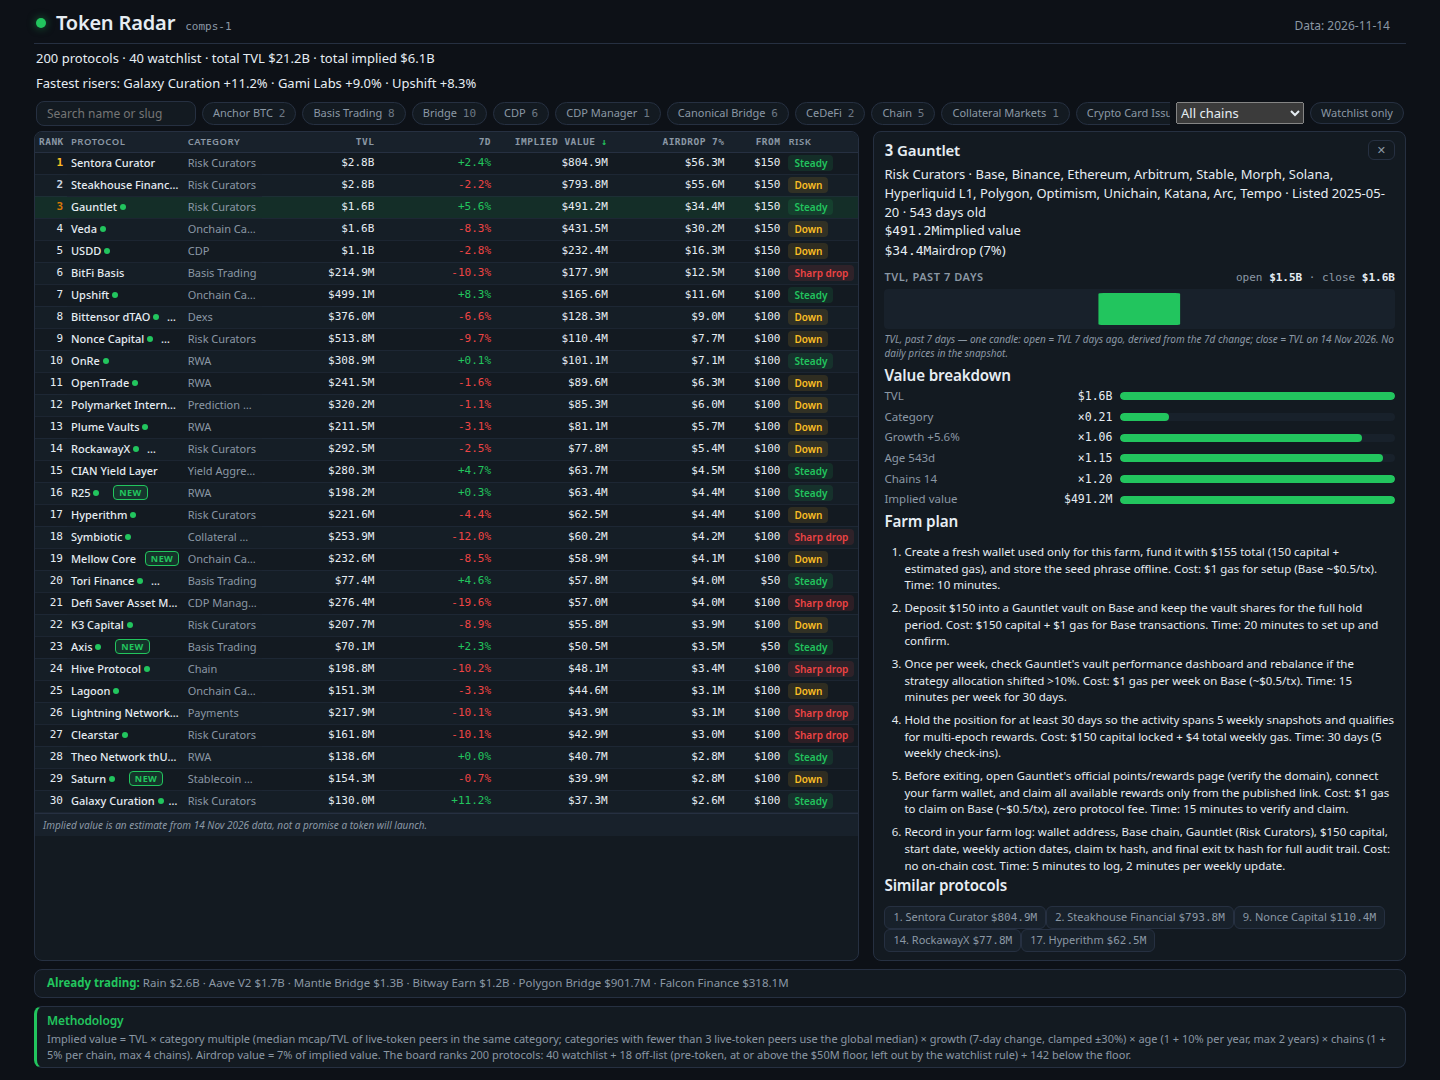 Token Radar comps-1
Data: 2026-11-14
200 protocols · 40 watchlist · total TVL $21.2B · total implied $6.1B
Fastest risers: Galaxy Curation +11.2% · Gami Labs +9.0% · Upshift +8.3%
Search name or slug Anchor BTC 2 Basis Trading 8 Bridge 10 CDP 6 CDP Manager 1 Canonical Bridge 6 CeDeFi 2 Chain 5 Collateral Markets 1 Crypto Card Issu All chains Watchlist only
RANK PROTOCOL CATEGORY TVL 7D IMPLIED VALUE ↓ AIRDROP 7% FROM RISK
1 Sentora Curator Risk Curators $2.8B +2.4% $804.9M $56.3M $150 Steady
2 Steakhouse Financ... Risk Curators $2.8B -2.2% $793.8M $55.6M $150 Down
3 Gauntlet Risk Curators $1.6B +5.6% $491.2M $34.4M $150 Steady
4 Veda Onchain Ca... $1.6B -8.3% $431.5M $30.2M $150 Down
5 USDD CDP $1.1B -2.8% $232.4M $16.3M $150 Down
6 BitFi Basis Basis Trading $214.9M -10.3% $177.9M $12.5M $100 Sharp drop
7 Upshift Onchain Ca... $499.1M +8.3% $165.6M $11.6M $100 Steady
8 Bittensor dTAO ... Dexs $376.0M -6.6% $128.3M $9.0M $100 Down
9 Nonce Capital ... Risk Curators $513.8M -9.7% $110.4M $7.7M $100 Down
10 OnRe RWA $308.9M +0.1% $101.1M $7.1M $100 Steady
11 OpenTrade RWA $241.5M -1.6% $89.6M $6.3M $100 Down
12 Polymarket Intern... Prediction ... $320.2M -1.1% $85.3M $6.0M $100 Down
13 Plume Vaults RWA $211.5M -3.1% $81.1M $5.7M $100 Down
14 RockawayX ... Risk Curators $292.5M -2.5% $77.8M $5.4M $100 Down
15 CIAN Yield Layer Yield Aggre... $280.3M +4.7% $63.7M $4.5M $100 Steady
16 R25 NEW RWA $198.2M +0.3% $63.4M $4.4M $100 Steady
17 Hyperithm Risk Curators $221.6M -4.4% $62.5M $4.4M $100 Down
18 Symbiotic Collateral ... $253.9M -12.0% $60.2M $4.2M $100 Sharp drop
19 Mellow Core NEW Onchain Ca... $232.6M -8.5% $58.9M $4.1M $100 Down
20 Tori Finance ... Basis Trading $77.4M +4.6% $57.8M $4.0M $50 Steady
21 Defi Saver Asset M... CDP Manag... $276.4M -19.6% $57.0M $4.0M $100 Sharp drop
22 K3 Capital Risk Curators $207.7M -8.9% $55.8M $3.9M $100 Down
23 Axis NEW Basis Trading $70.1M +2.3% $50.5M $3.5M $50 Steady
24 Hive Protocol Chain $198.8M -10.2% $48.1M $3.4M $100 Sharp drop
25 Lagoon Onchain Ca... $151.3M -3.3% $44.6M $3.1M $100 Down
26 Lightning Network... Payments $217.9M -10.1% $43.9M $3.1M $100 Sharp drop
27 Clearstar Risk Curators $161.8M -10.1% $42.9M $3.0M $100 Sharp drop
28 Theo Network thU... RWA $138.6M +0.0% $40.7M $2.8M $100 Steady
29 Saturn NEW Stablecoin ... $154.3M -0.7% $39.9M $2.8M $100 Down
30 Galaxy Curation ... Risk Curators $130.0M +11.2% $37.3M $2.6M $100 Steady
Implied value is an estimate from 14 Nov 2026 data, not a promise a token will launch.
3 Gauntlet ×
Risk Curators · Base, Binance, Ethereum, Arbitrum, Stable, Morph, Solana,
Hyperliquid L1, Polygon, Optimism, Unichain, Katana, Arc, Tempo · Listed 2025-05-
20 · 543 days old
$491.2Mimplied value
$34.4Mairdrop (7%)
TVL, PAST 7 DAYS open $1.5B · close $1.6B
TVL, past 7 days — one candle: open = TVL 7 days ago, derived from the 7d change; close = TVL on 14 Nov 2026. No
daily prices in the snapshot.
Value breakdown
TVL $1.6B
Category ×0.21
Growth +5.6% ×1.06
Age 543d ×1.15
Chains 14 ×1.20
Implied value $491.2M
Farm plan
1. Create a fresh wallet used only for this farm, fund it with $155 total (150 capital +
estimated gas), and store the seed phrase offline. Cost: $1 gas for setup (Base ~$0.5/tx).
Time: 10 minutes.
2. Deposit $150 into a Gauntlet vault on Base and keep the vault shares for the full hold
period. Cost: $150 capital + $1 gas for Base transactions. Time: 20 minutes to set up and
confirm.
3. Once per week, check Gauntlet's vault performance dashboard and rebalance if the
strategy allocation shifted >10%. Cost: $1 gas per week on Base (~$0.5/tx). Time: 15
minutes per week for 30 days.
4. Hold the position for at least 30 days so the activity spans 5 weekly snapshots and qualifies
for multi-epoch rewards. Cost: $150 capital locked + $4 total weekly gas. Time: 30 days (5
weekly check-ins).
5. Before exiting, open Gauntlet's official points/rewards page (verify the domain), connect
your farm wallet, and claim all available rewards only from the published link. Cost: $1 gas
to claim on Base (~$0.5/tx), zero protocol fee. Time: 15 minutes to verify and claim.
6. Record in your farm log: wallet address, Base chain, Gauntlet (Risk Curators), $150 capital,
start date, weekly action dates, claim tx hash, and final exit tx hash for full audit trail. Cost:
no on-chain cost. Time: 5 minutes to log, 2 minutes per weekly update.
Similar protocols
1. Sentora Curator $804.9M 2. Steakhouse Financial $793.8M 9. Nonce Capital $110.4M
14. RockawayX $77.8M 17. Hyperithm $62.5M
Already trading: Rain $2.6B · Aave V2 $1.7B · Mantle Bridge $1.3B · Bitway Earn $1.2B · Polygon Bridge $901.7M · Falcon Finance $318.1M
Methodology
Implied value = TVL × category multiple (median mcap/TVL of live-token peers in the same category; categories with fewer than 3 live-token peers use the global median) × growth (7-day change, clamped ±30%) × age (1 + 10% per year, max 2 years) × chains (1 +
5% per chain, max 4 chains). Airdrop value = 7% of implied value. The board ranks 200 protocols: 40 watchlist + 18 off-list (pre-token, at or above the $50M floor, left out by the watchlist rule) + 142 below the floor.